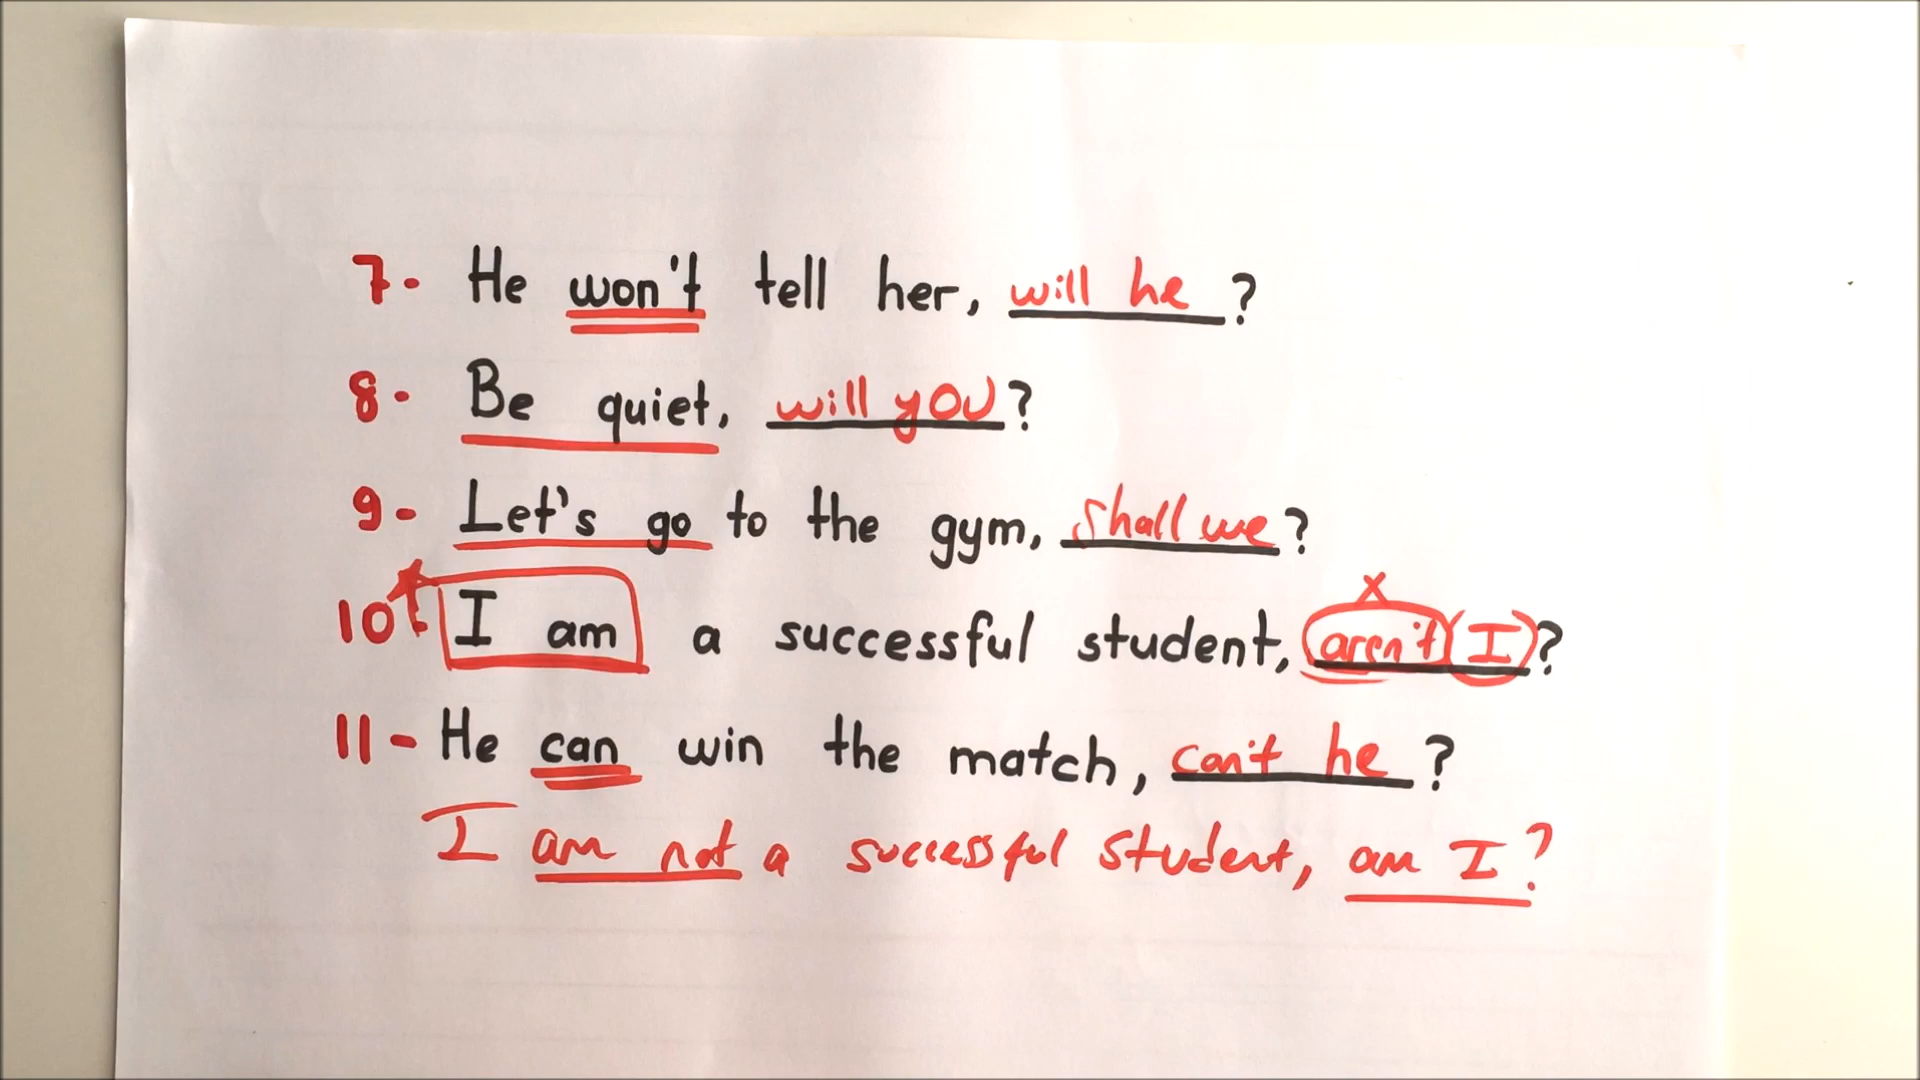 7- He won't tell her, will he?
8- Be quiet, will you?
9- Let's go to the gym, shall we?
X
10- I am a successful student, aren't I?
11- He can win the match, can't he?
I am not a successful student, am I?